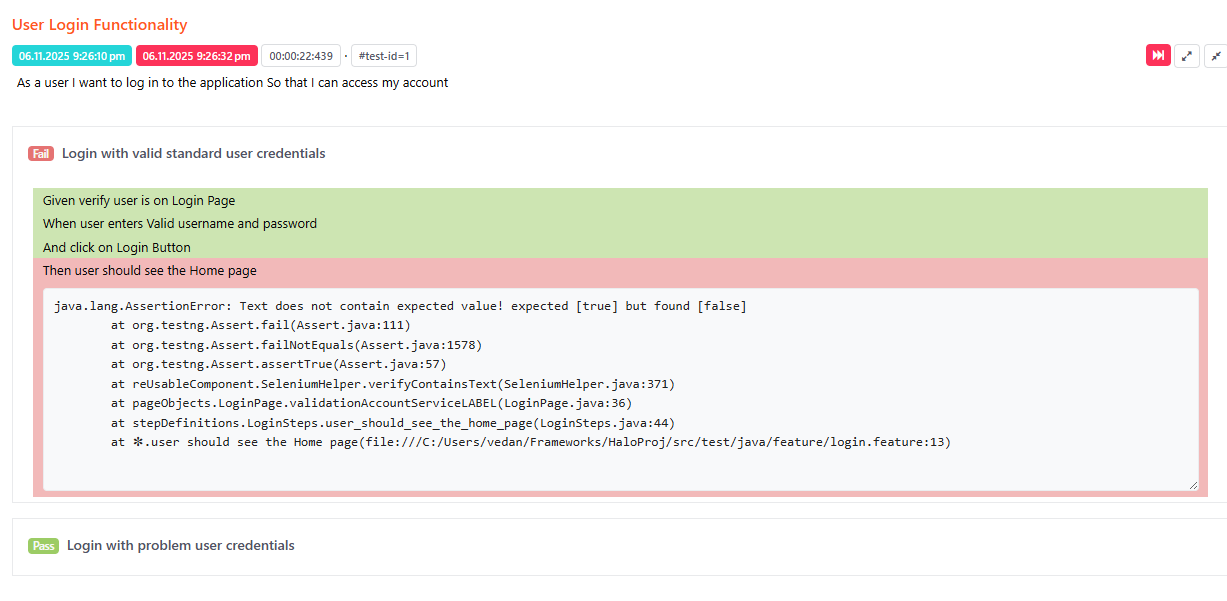 User Login Functionality
06.11.2025 9:26:10 pm 06.11.2025 9:26:32 pm 00:00:22:439 · #test-id=1
As a user I want to log in to the application So that I can access my account
Fail Login with valid standard user credentials
Given verify user is on Login Page
When user enters Valid username and password
And click on Login Button
Then user should see the Home page
java.lang.AssertionError: Text does not contain expected value! expected [true] but found [false]
at org.testng.Assert.fail(Assert.java:111)
at org.testng.Assert.failNotEquals(Assert.java:1578)
at org.testng.Assert.assertTrue(Assert.java:57)
at reUsableComponent.SeleniumHelper.verifyContainsText(SeleniumHelper.java:371)
at pageObjects.LoginPage.validationAccountServiceLABEL(LoginPage.java:36)
at stepDefinitions.LoginSteps.user_should_see_the_home_page(LoginSteps.java:44)
at ✽.user should see the Home page(file:///C:/Users/vedan/Frameworks/HaloProj/src/test/java/feature/login.feature:13)
Pass Login with problem user credentials